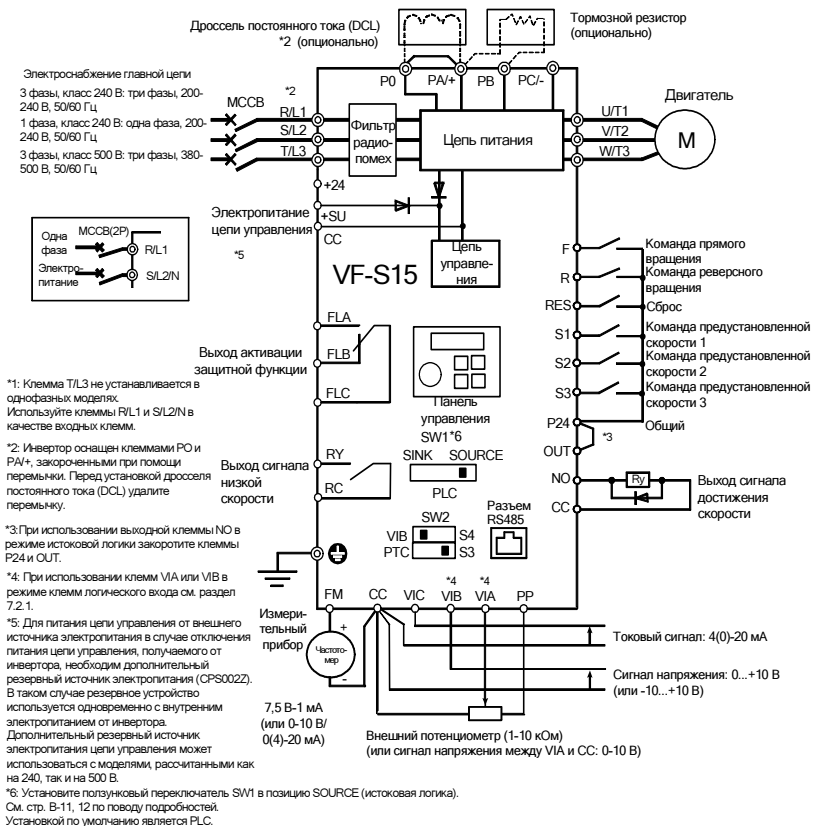 Дроссель постоянного тока (DCL)
*2 (опционально)
Тормозной резистор
(опционально)
P0
PA/+
PB
PC/-
Электроснабжение главной цепи
3 фазы, класс 240 В: три фазы, 200-
240 В, 50/60 Гц
1 фаза, класс 240 В: одна фаза, 200-
240 В, 50/60 Гц
3 фазы, класс 500 В: три фазы, 380-
500 В, 50/60 Гц
MCCB
*2
R/L1
S/L2
T/L3
Фильтр
радио-
помех
Цепь питания
U/T1
V/T2
W/T3
Двигатель
M
+24
Электропитание
цепи управления
+SU
CC
*5
Цепь
управле-
ния
VF-S15
Одна
фаза
MCCB(2P)
R/L1
Электро-
питание
S/L2/N
F
Команда прямого
вращения
R
Команда реверсного
вращения
RES
Сброс
S1
Команда предустановленной
скорости 1
S2
Команда предустановленной
скорости 2
S3
Команда предустановленной
скорости 3
P24
Общий
*3
OUT
FLA
Выход активации
защитной функции
FLB
FLC
Панель
управления
SW1*6
SINK
SOURCE
PLC
RY
Выход сигнала
низкой
скорости
RC
NO
Ry
Выход сигнала
достижения
скорости
CC
SW2
VIB
S4
PTC
S3
Разъем
RS485
*1: Клемма T/L3 не устанавливается в
однофазных моделях.
Используйте клеммы R/L1 и S/L2/N в
качестве входных клемм.
*2: Инвертор оснащен клеммами PO и
PA/+, закороченными при помощи
перемычки. Перед установкой дросселя
постоянного тока (DCL) удалите
перемычку.
*3:При использовании выходной клеммы NO в
режиме истоковой логики закоротите клеммы
P24 и OUT.
*4: При использовании клемм VIA или VIB в
режиме клемм логического входа см. раздел
7.2.1.
*5: Для питания цепи управления от внешнего
источника электропитания в случае отключения
питания цепи управления, получаемого от
инвертора, необходим дополнительный
резервный источник электропитания (CPS002Z).
В таком случае резервное устройство
используется одновременно с внутренним
электропитанием от инвертора.
Дополнительный резервный источник
электропитания цепи управления может
использоваться с моделями, рассчитанными как
на 240, так и на 500 В.
*6: Установите ползунковый переключатель SW1 в позицию SOURCE (истоковая логика).
См. стр. B-11, 12 по поводу подробностей.
Установкой по умолчанию является PLC.
FM
CC
VIC
*4
VIB
*4
VIA
PP
Измери-
тельный
прибор
+
Частото-
мер
-
7,5 В-1 мА
(или 0-10 В/
0(4)-20 мА)
Токовый сигнал: 4(0)-20 мА
Сигнал напряжения: 0...+10 В
(или -10...+10 В)
Внешний потенциометр (1-10 кОм)
(или сигнал напряжения между VIA и CC: 0-10 В)